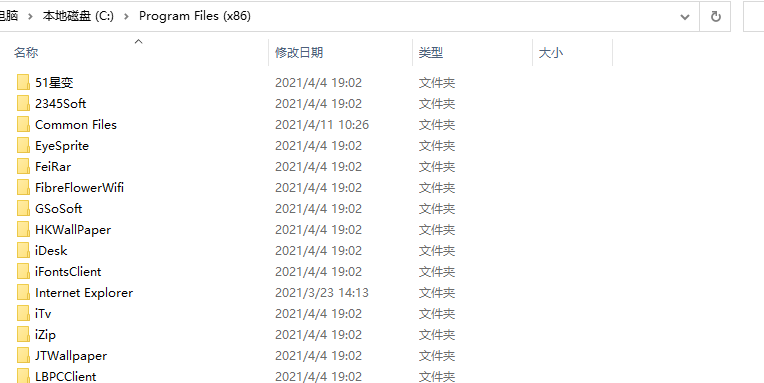 电脑 › 本地磁盘 (C:) › Program Files (x86)
名称 修改日期 类型 大小
51星变 2021/4/4 19:02 文件夹
2345Soft 2021/4/4 19:02 文件夹
Common Files 2021/4/11 10:26 文件夹
EyeSprite 2021/4/4 19:02 文件夹
FeiRar 2021/4/4 19:02 文件夹
FibreFlowerWifi 2021/4/4 19:02 文件夹
GSoSoft 2021/4/4 19:02 文件夹
HKWallPaper 2021/4/4 19:02 文件夹
iDesk 2021/4/4 19:02 文件夹
iFontsClient 2021/4/4 19:02 文件夹
Internet Explorer 2021/3/23 14:13 文件夹
iTv 2021/4/4 19:02 文件夹
iZip 2021/4/4 19:02 文件夹
JTWallpaper 2021/4/4 19:02 文件夹
LBPCClient 2021/4/4 19:02 文件夹